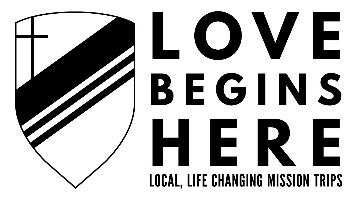 LOVE
BEGINS
HERE
LOCAL, LIFE CHANGING MISSION TRIPS